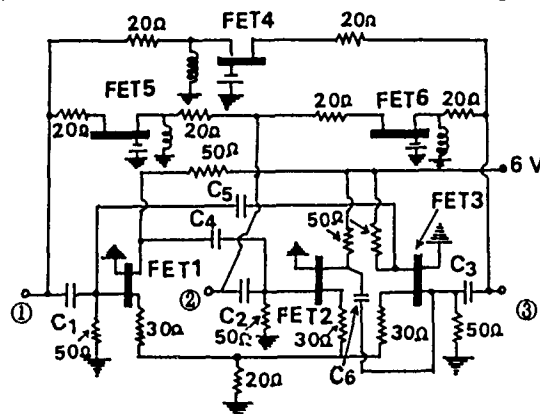 20Ω FET4 20Ω
FET5 FET6
20Ω 20Ω 20Ω 20Ω
50Ω 6 V
C5 50Ω FET3
C4
FET1 C3
① ② FET2 ③
C1 30Ω C2 30Ω 30Ω 50Ω
50Ω 50Ω C6
20Ω